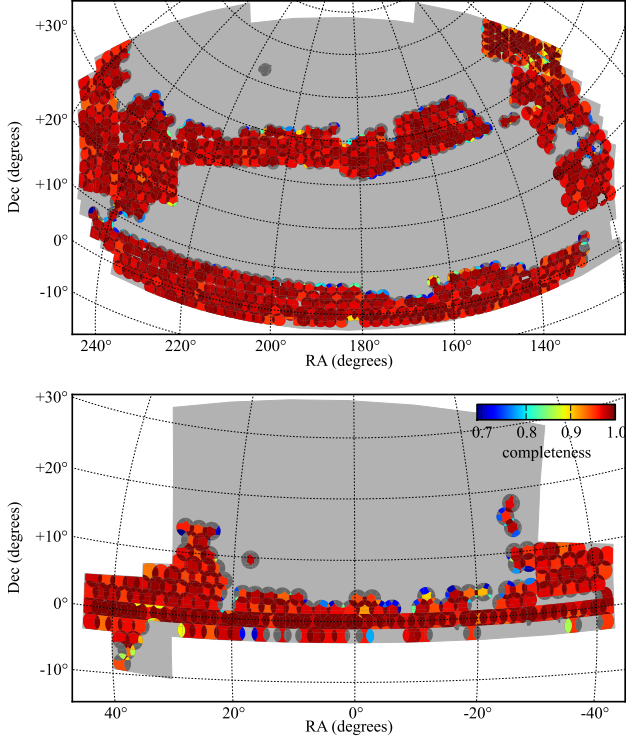 +30°
+20°
+10°
0°
-10°
Dec (degrees)
240° 220° 200° 180° 160° 140°
RA (degrees)
+30°
+20°
+10°
0°
-10°
Dec (degrees)
0.7 0.8 0.9 1.0
completeness
40° 20° 0° -20° -40°
RA (degrees)